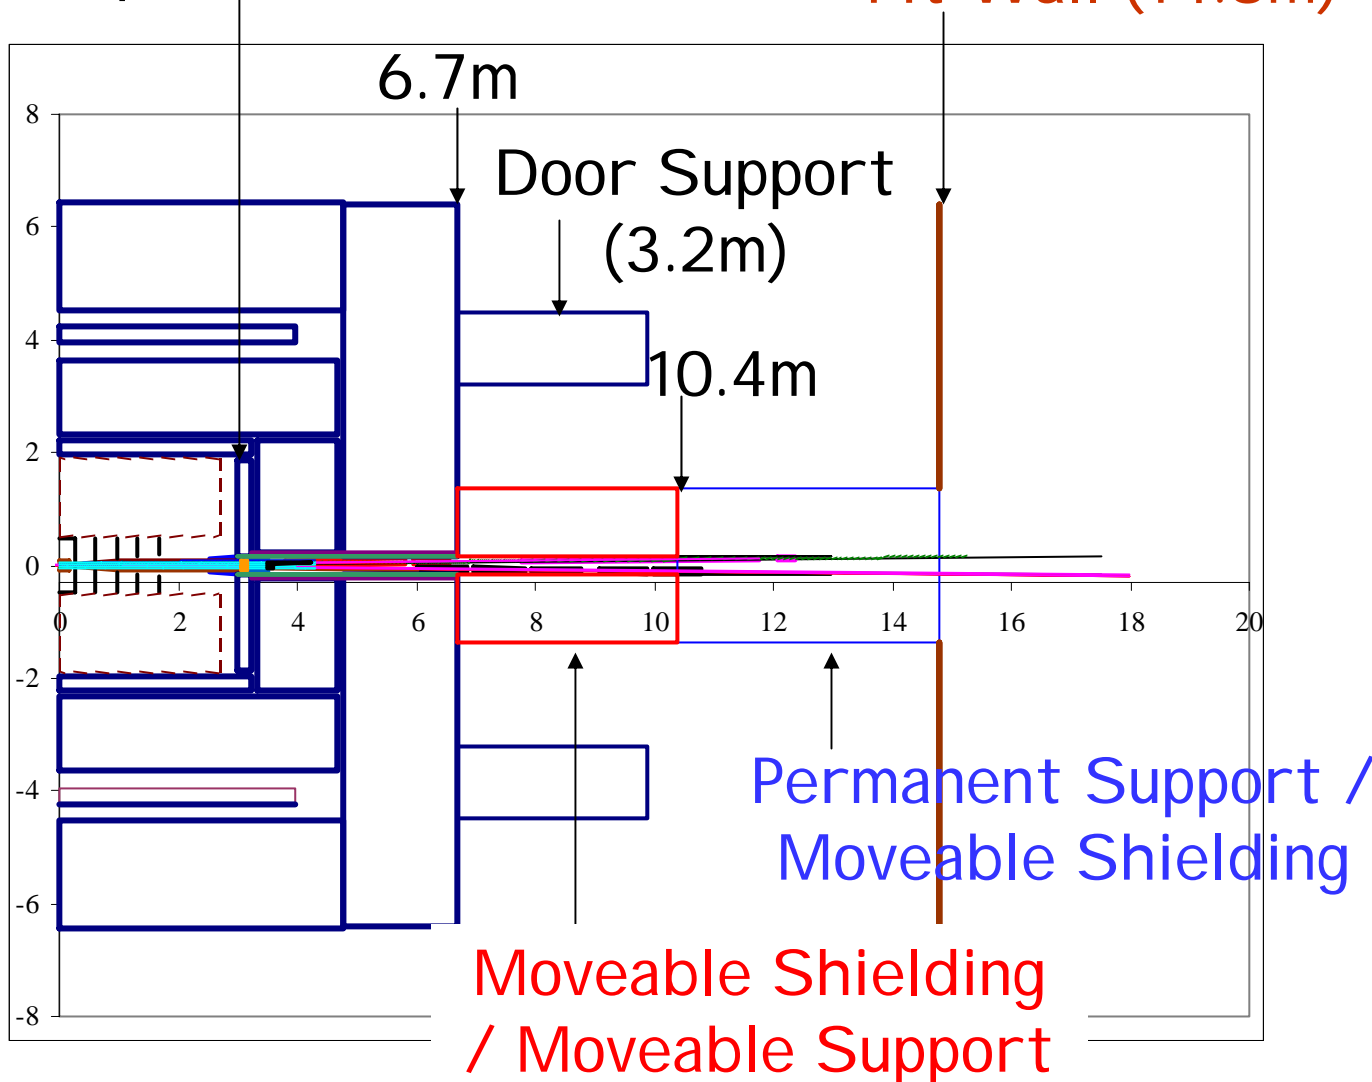 6.7m
8
Door Support
6
(3.2m)
4
10.4m
2
0
0 2 4 6 8 10 12 14 16 18 20
-2
Permanent Support /
-4
Moveable Shielding
-6
Moveable Shielding
-8
/ Moveable Support